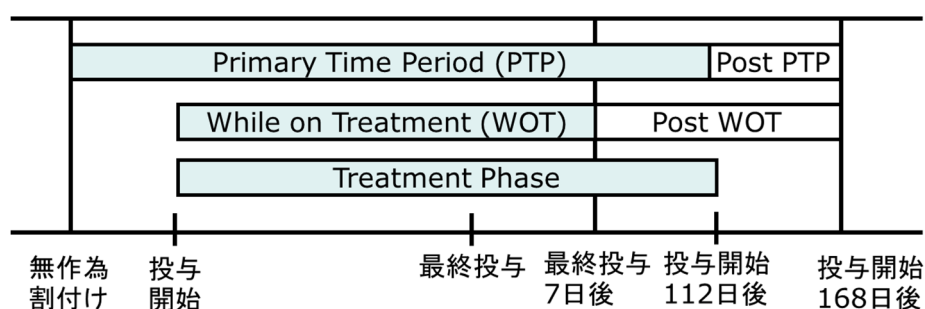 Primary Time Period (PTP) Post PTP
While on Treatment (WOT) Post WOT
Treatment Phase
無作為 投与 最終投与 最終投与 投与開始 投与開始
割付け 開始 7日後 112日後 168日後